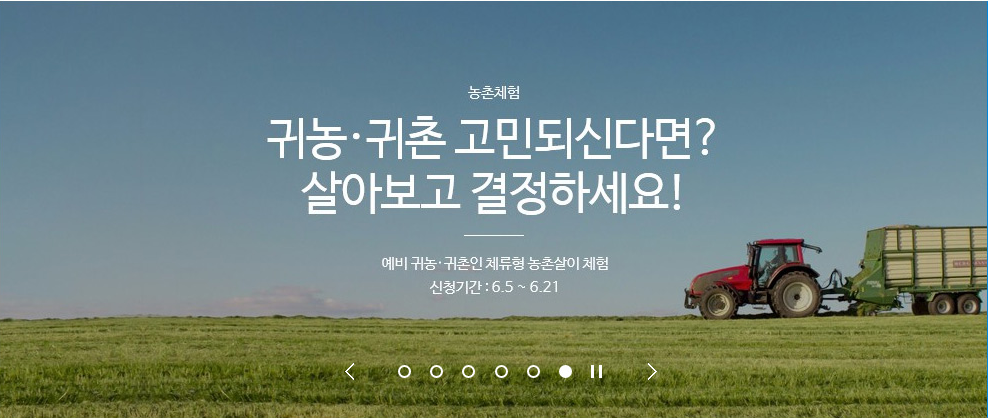 농촌체험
귀농·귀촌 고민되신다면?
살아보고 결정하세요!
예비 귀농·귀촌인 체류형 농촌살이 체험
신청기간 : 6.5 ~ 6.21